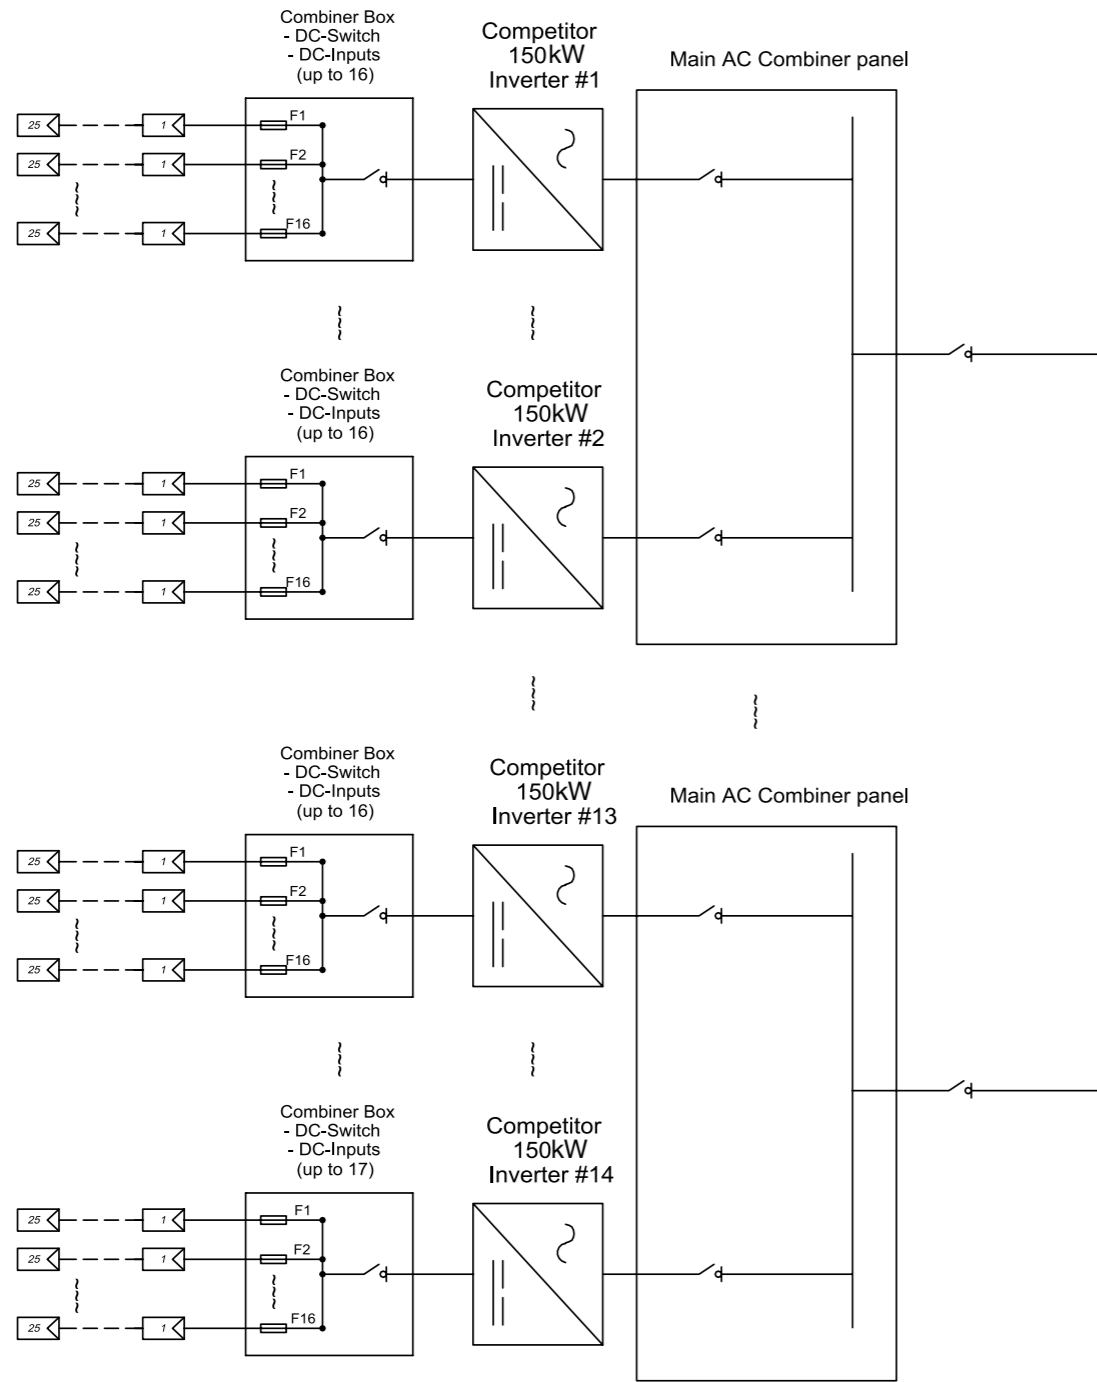 Combiner Box
- DC-Switch
- DC-Inputs
(up to 16)
Competitor
150kW
Inverter #1
Main AC Combiner panel
25 1 F1
25 1 F2
25 1 F16
Combiner Box
- DC-Switch
- DC-Inputs
(up to 16)
Competitor
150kW
Inverter #2
25 1 F1
25 1 F2
25 1 F16
Combiner Box
- DC-Switch
- DC-Inputs
(up to 16)
Competitor
150kW
Inverter #13
Main AC Combiner panel
25 1 F1
25 1 F2
25 1 F16
Combiner Box
- DC-Switch
- DC-Inputs
(up to 17)
Competitor
150kW
Inverter #14
25 1 F1
25 1 F2
25 1 F16